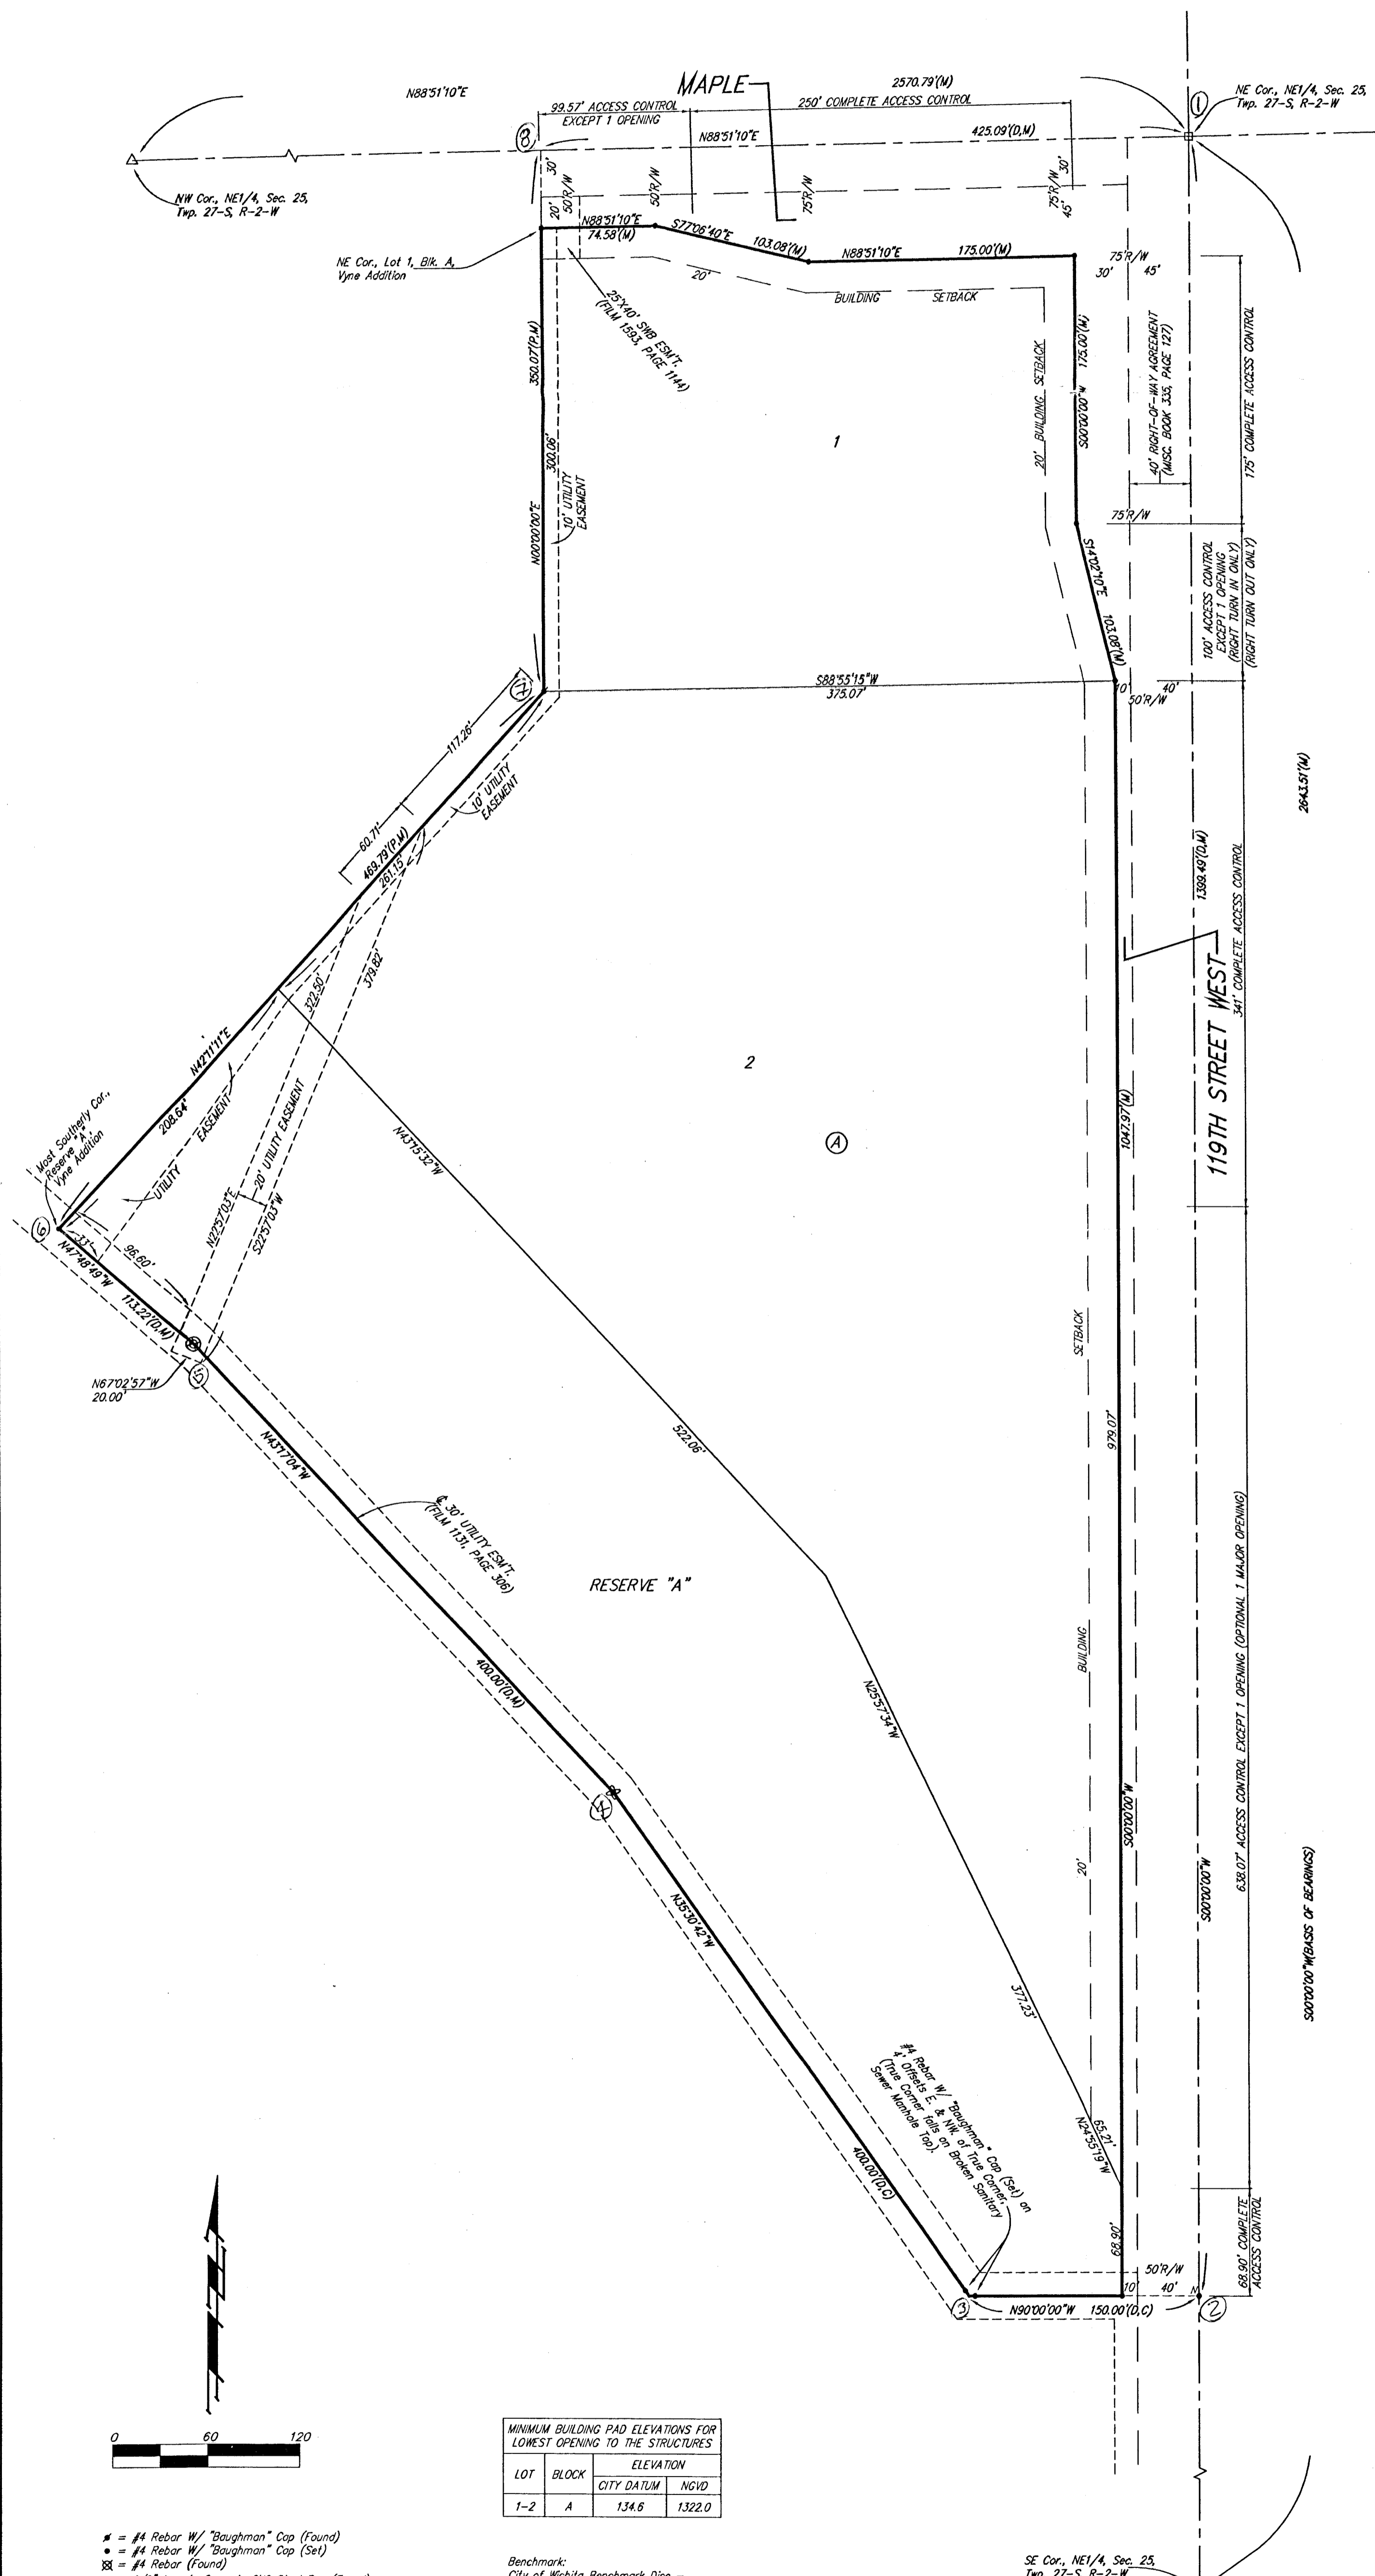 MAPLE
N88°51'10"E
2570.79'(M)
99.57' ACCESS CONTROL
EXCEPT 1 OPENING
250' COMPLETE ACCESS CONTROL
1
NE Cor., NE1/4, Sec. 25,
Twp. 27-S, R-2-W
8
N88°51'10"E
425.09'(D,M)
NW Cor., NE1/4, Sec. 25,
Twp. 27-S, R-2-W
30'
20'
50'R/W
50'R/W
75'R/W
75'R/W
45'
30'
N88°51'10"E
74.58'(M)
S77°06'40"E
103.08'(M)
N88°51'10"E
175.00'(M)
75'R/W
30' 45'
NE Cor., Lot 1, Blk. A,
Vyne Addition
20'
BUILDING SETBACK
25'X40' SWB ESM'T.
(FILM 1593, PAGE 1144)
350.07'(P,M)
300.06'
N00°00'00"E
10' UTILITY
EASEMENT
1
20' BUILDING SETBACK
175.00'(M)
S00°00'00"W
40' RIGHT-OF-WAY AGREEMENT
(MISC. BOOK 335, PAGE 127)
175' COMPLETE ACCESS CONTROL
75'R/W
S14°02'10"E
103.08'(M)
100' ACCESS CONTROL
EXCEPT 1 OPENING
(RIGHT TURN IN ONLY)
(RIGHT TURN OUT ONLY)
7
S88°55'15"W
375.07'
10' 40'
50'R/W
117.26'
10' UTILITY
EASEMENT
60.71'
469.79'(P,M)
261.15'
2643.51'(M)
1399.49'(D,M)
341' COMPLETE ACCESS CONTROL
119TH STREET WEST
322.50'
379.82'
N42°11'11"E
208.64'
2
A
1047.97'(M)
UTILITY EASEMENT
20' UTILITY EASEMENT
N22°57'03"E
S22°57'03"W
N43°15'32"W
Most Southerly Cor.,
Reserve "A",
Vyne Addition
6
33'
N47°48'49"W
96.60'
113.22'(D,M)
5
N67°02'57"W
20.00'
SETBACK
979.07'
522.06'
N43°17'04"W
℄ 30' UTILITY ESM'T.
(FILM 1131, PAGE 306)
RESERVE "A"
BUILDING
638.07' ACCESS CONTROL EXCEPT 1 OPENING (OPTIONAL 1 MAJOR OPENING)
400.00'(D,M)
N25°57'34"W
4
S00°00'00"W
20'
S00°00'00"W
S00°00'00"W(BASIS OF BEARINGS)
N35°30'42"W
377.23'
#4 Rebar W/ "Baughman" Cap (Set) on
4' Offsets E. & NW. of True Corner,
(True Corner falls on Broken Sanitary
Sewer Manhole Top).
65.21'
N24°55'19"W
400.00'(D,C)
68.90'
68.90' COMPLETE
ACCESS CONTROL
50'R/W
10' 40'
3
N90°00'00"W 150.00'(D,C)
2
0 60 120
MINIMUM BUILDING PAD ELEVATIONS FOR
LOWEST OPENING TO THE STRUCTURES
LOT BLOCK ELEVATION
CITY DATUM NGVD
1-2 A 134.6 1322.0
= #4 Rebar W/ "Baughman" Cap (Found)
= #4 Rebar W/ "Baughman" Cap (Set)
= #4 Rebar (Found)
Benchmark:
SE Cor., NE1/4, Sec. 25,
Twp. 27-S, R-2-W